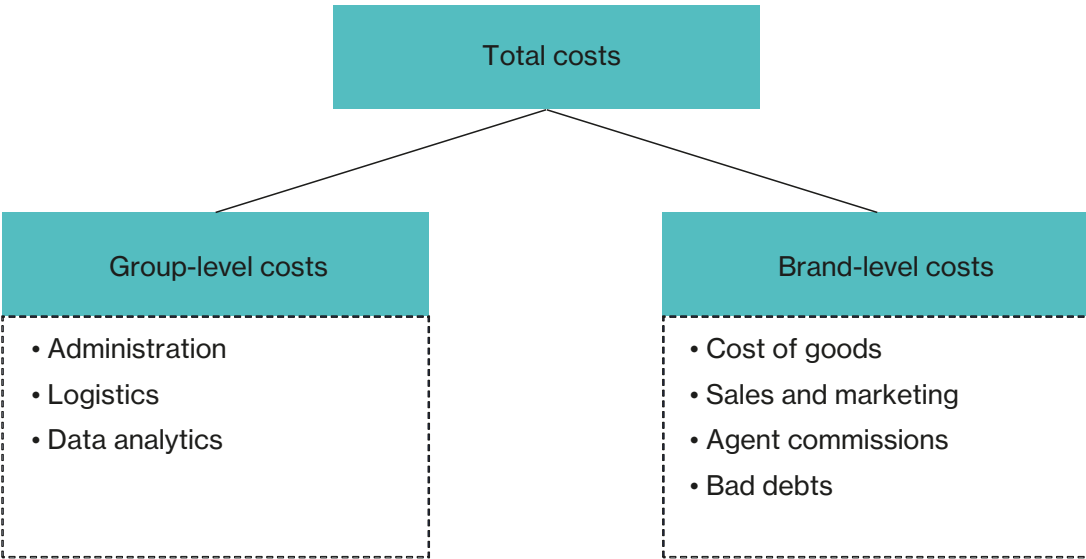 Total costs
Group-level costs
• Administration
• Logistics
• Data analytics
Brand-level costs
• Cost of goods
• Sales and marketing
• Agent commissions
• Bad debts